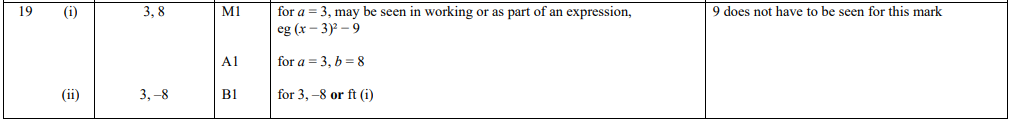 19 (i) 3, 8 M1 for a = 3, may be seen in working or as part of an expression, 9 does not have to be seen for this mark
eg (x – 3)² – 9
A1 for a = 3, b = 8
(ii) 3, –8 B1 for 3, –8 or ft (i)